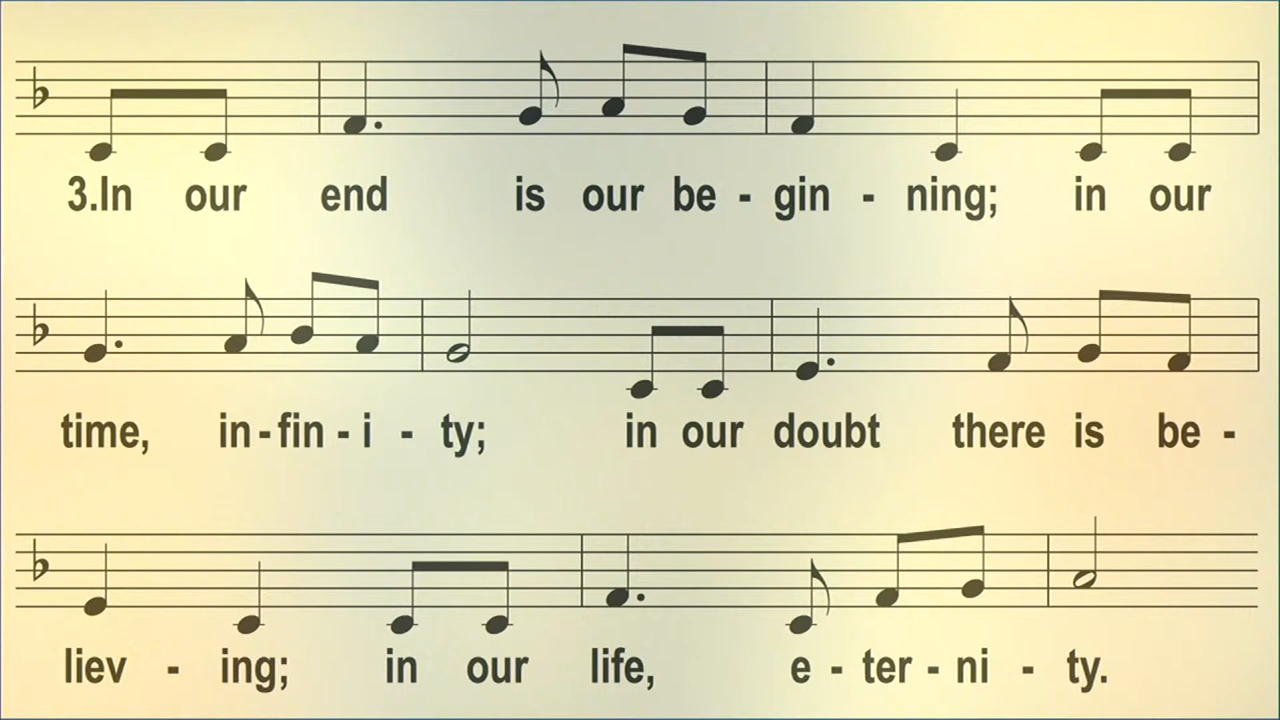 3.In our end is our be - gin - ning; in our
time, in - fin - i - ty; in our doubt there is be -
liev - ing; in our life, e - ter - ni - ty.